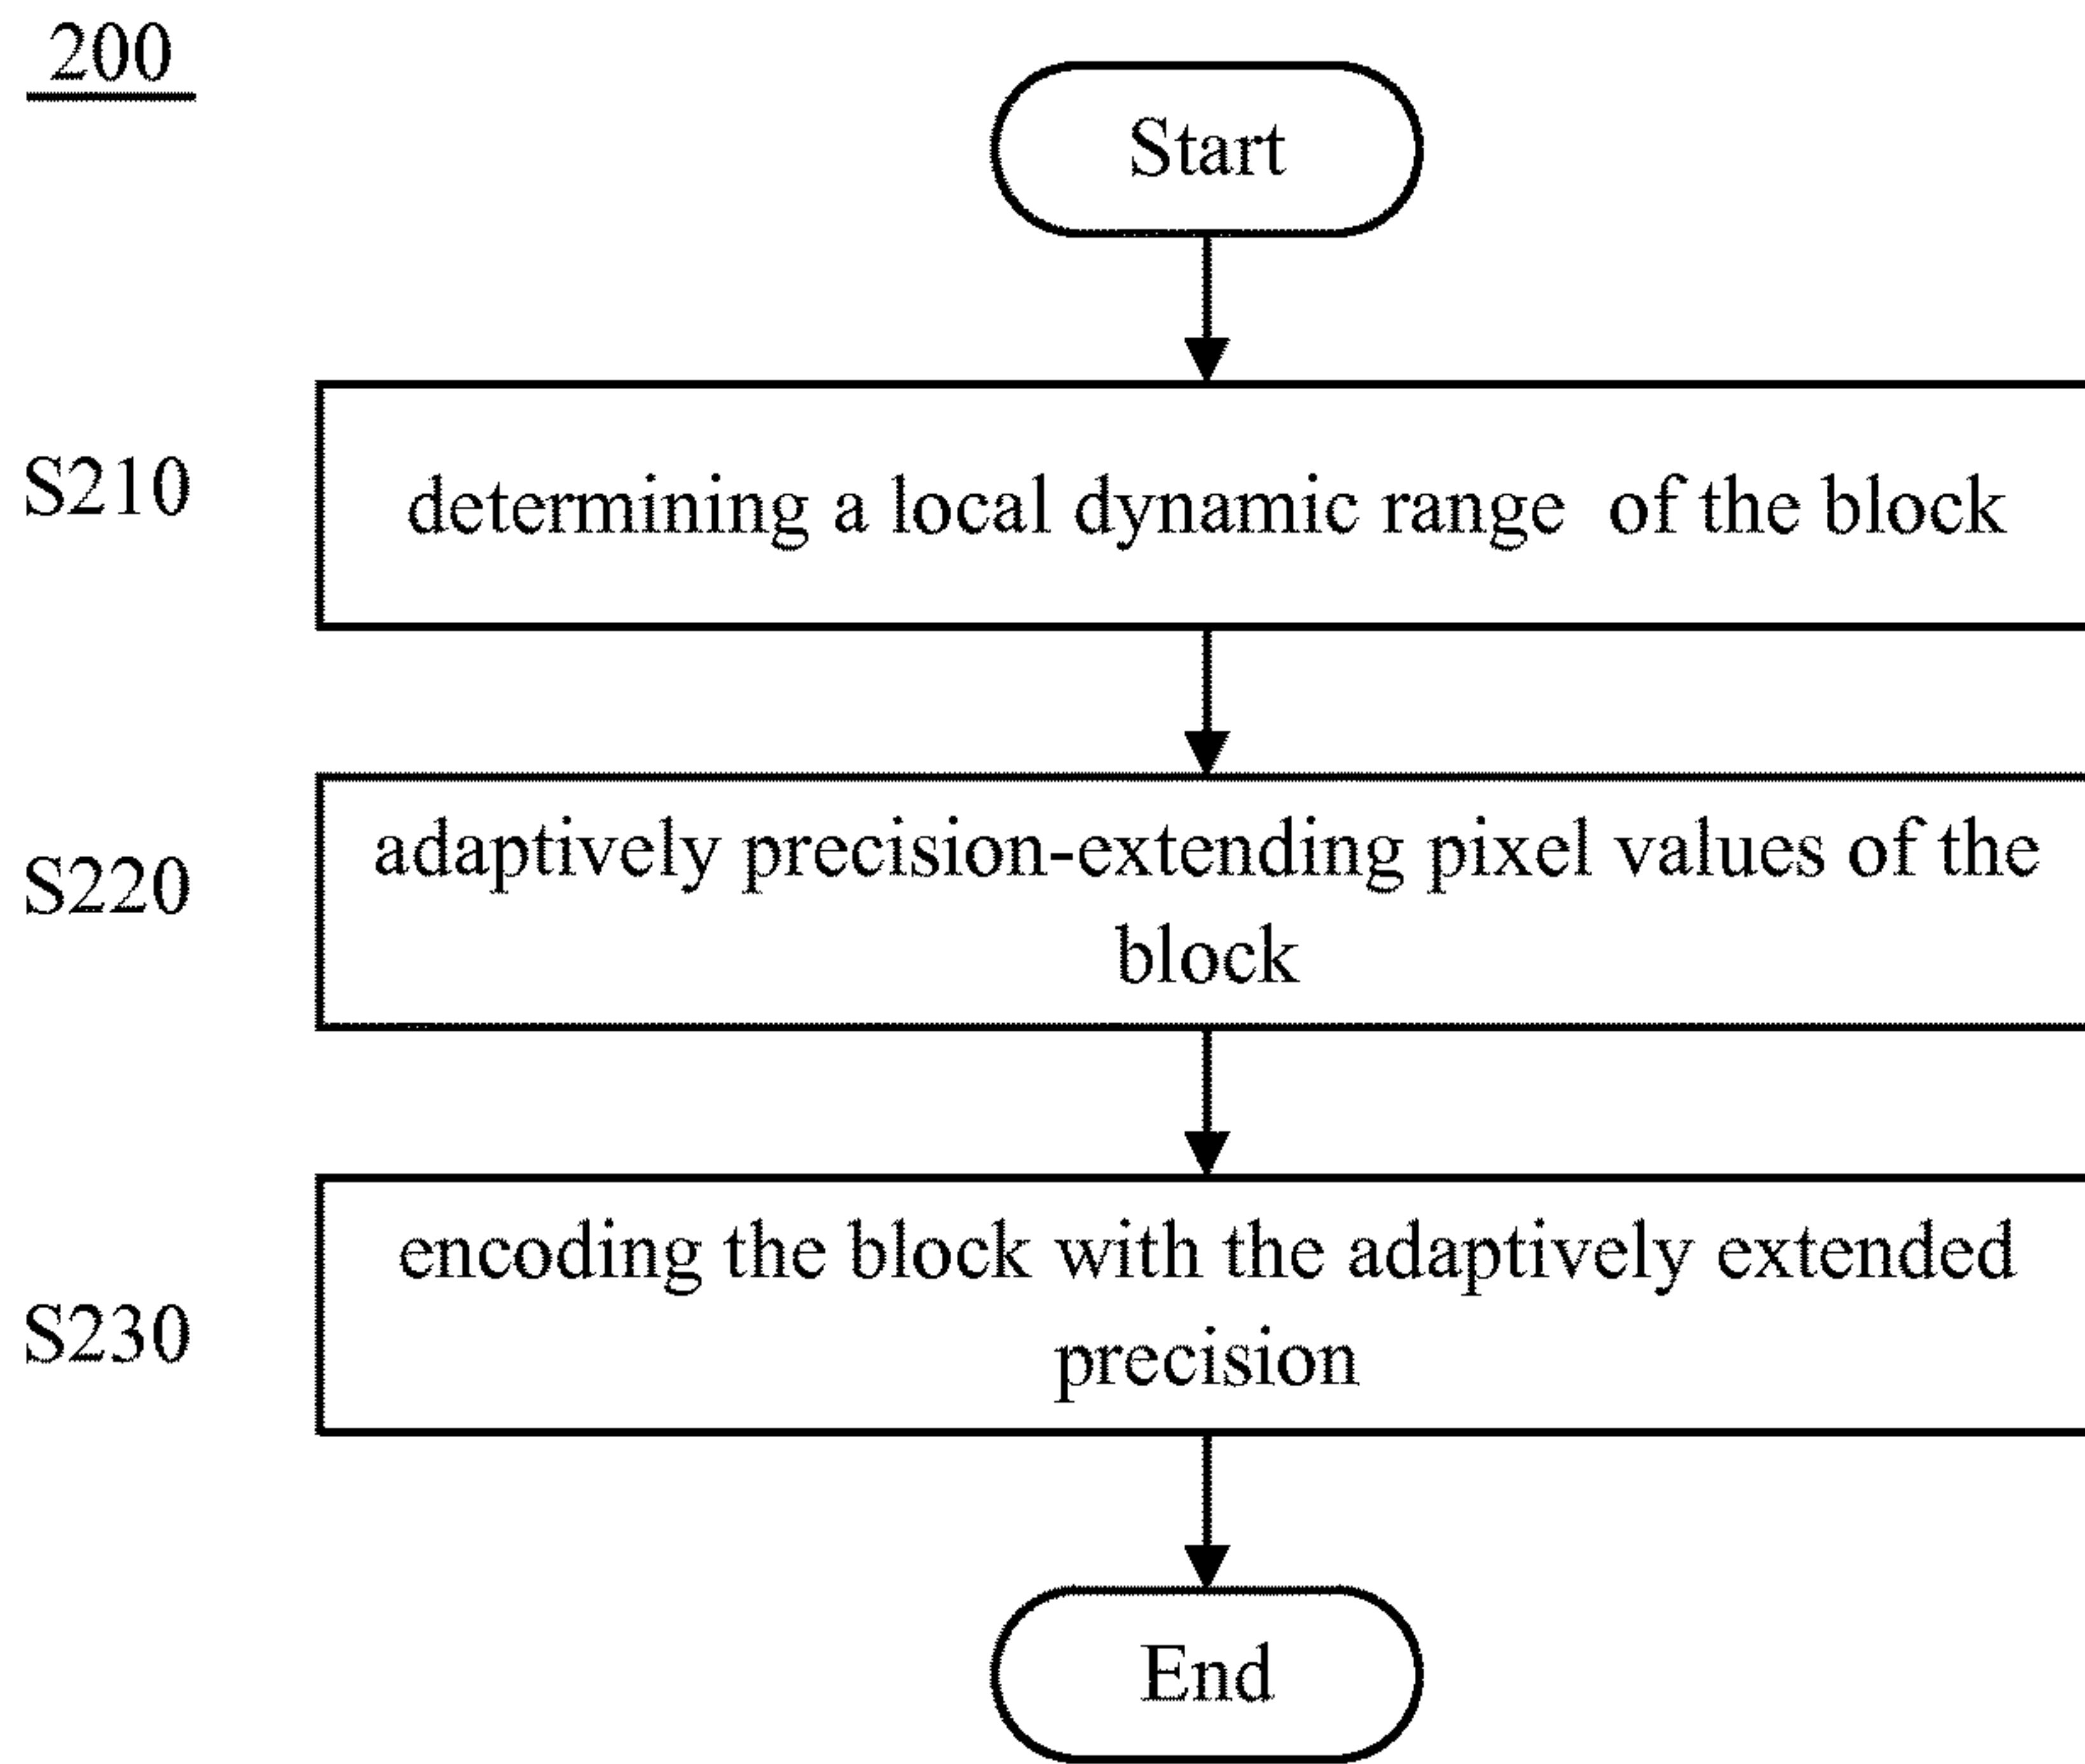 200
Start
S210
determining a local dynamic range of the block
S220
adaptively precision-extending pixel values of the
block
S230
encoding the block with the adaptively extended
precision
End